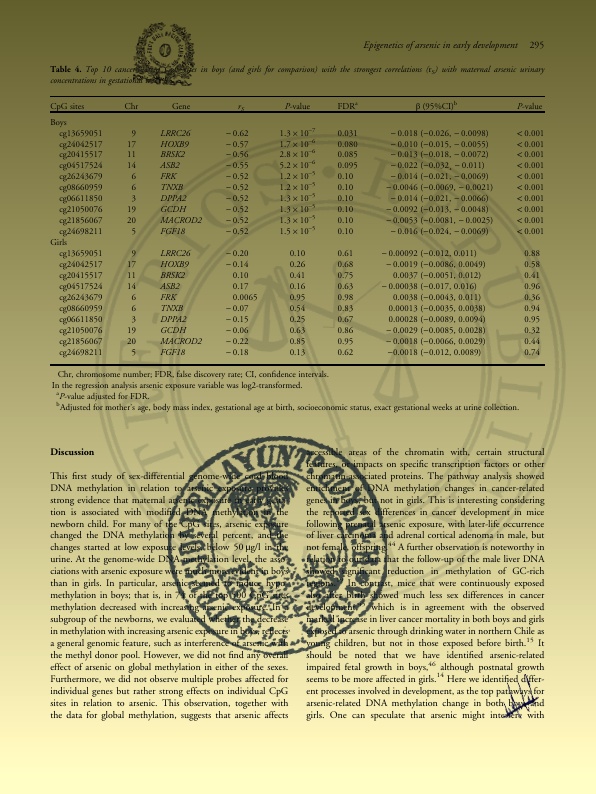 Epigenetics of arsenic in early development 295
Table 4. Top 10 in boys (and girls for comparison) with the strongest correlations (rs) with maternal arsenic urinary
concentrations in gestational
CpG sites Chr Gene rs P-value FDRa β (95%CI)b P-value
Boys
cg13659051 9 LRRC26 − 0.62 1.3 × 10−7 0.031 − 0.018 (−0.026, − 0.0098) < 0.001
cg24042517 17 HOXB9 − 0.57 1.7 × 10−6 0.080 − 0.010 (−0.015, − 0.0055) < 0.001
cg20415511 11 BRSK2 − 0.56 2.8 × 10−6 0.085 − 0.013 (−0.018, − 0.0072) < 0.001
cg04517524 14 ASB2 − 0.55 5.2 × 10−6 0.095 − 0.022 (−0.032, − 0.011) < 0.001
cg26243679 6 FRK − 0.52 1.2 × 10−5 0.10 − 0.014 (−0.021, −0.0069) < 0.001
cg08660959 6 TNXB − 0.52 1.2 × 10−5 0.10 − 0.0046 (−0.0069, −0.0021) < 0.001
cg06611850 3 DPPA2 − 0.52 1.3 × 10−5 0.10 − 0.014 (−0.021, −0.0066) < 0.001
cg21050076 19 GCDH − 0.52 1.3 × 10−5 0.10 − 0.0092 (−0.013, −0.0048) < 0.001
cg21856067 20 MACROD2 − 0.52 1.3 × 10−5 0.10 − 0.0053 (−0.0081, −0.0025) < 0.001
cg24698211 5 FGF18 − 0.52 1.5 × 10−5 0.10 − 0.016 (−0.024, −0.0069) < 0.001
Girls
cg13659051 9 LRRC26 − 0.20 0.10 0.61 − 0.00092 (−0.012, 0.011) 0.88
cg24042517 17 HOXB9 − 0.14 0.26 0.68 − 0.0019 (−0.0086, 0.0049) 0.58
cg20415511 11 BRSK2 0.10 0.41 0.75 0.0037 (−0.0051, 0.012) 0.41
cg04517524 14 ASB2 0.17 0.16 0.63 − 0.00038 (−0.017, 0.016) 0.96
cg26243679 6 FRK 0.0065 0.95 0.98 0.0038 (−0.0043, 0.011) 0.36
cg08660959 6 TNXB − 0.07 0.54 0.83 0.00013 (−0.0035, 0.0038) 0.94
cg06611850 3 DPPA2 − 0.15 0.25 0.67 0.00028 (−0.0089, 0.0094) 0.95
cg21050076 19 GCDH − 0.06 0.63 0.86 − 0.0029 (−0.0085, 0.0028) 0.32
cg21856067 20 MACROD2 − 0.22 0.85 0.95 − 0.0018 (−0.0066, 0.0029) 0.44
cg24698211 5 FGF18 − 0.18 0.13 0.62 −0.0018 (−0.012, 0.0089) 0.74
Chr, chromosome number; FDR, false discovery rate; CI, confidence intervals.
In the regression analysis arsenic exposure variable was log2-transformed.
aP-value adjusted for FDR.
bAdjusted for mother's age, body mass index, gestational age at birth, socioeconomic status, exact gestational weeks at urine collection.
Discussion
This first study of sex-differential genome-wide cord blood
DNA methylation in relation to arsenic exposure provides
strong evidence that maternal arsenic exposure in early gesta-
tion is associated with modified DNA methylation in the
newborn child. For many of the CpG sites, arsenic exposure
changed the DNA methylation by several percent, and the
changes started at low exposure levels, below 50 µg/l in the
urine. At the genome-wide DNA methylation level, the asso-
ciations with arsenic exposure were much more evident in boys
than in girls. In particular, arsenic seemed to induce hypo-
methylation in boys; that is, in of the top 500 CpG sites
methylation decreased with increasing arsenic exposure. In a
subgroup of the newborns, we evaluated whether the decrease
in methylation with increasing arsenic exposure in boys reflects
a general genomic feature, such as interference of arsenic with
the methyl donor pool. However, we did not find any overall
effect of arsenic on global methylation in either of the sexes.
Furthermore, we did not observe multiple probes affected for
individual genes but rather strong effects on individual CpG
sites in relation to arsenic. This observation, together with
the data for global methylation, suggests that arsenic affects
accessible areas of the chromatin with, certain structural
features, or impacts on specific transcription factors or other
chromatin-associated proteins. The pathway analysis showed
enrichment of DNA methylation changes in cancer-related
genes in boys, but not in girls. This is interesting considering
the reported sex differences in cancer development in mice
following prenatal arsenic exposure, with later-life occurrence
of liver carcinoma and adrenal cortical adenoma in male, but
not female, offspring.44 A further observation is noteworthy in
relation to our data that the follow-up of the male liver DNA
showed a significant reduction in methylation of GC-rich
regions. In contrast, mice that were continuously exposed
also after birth showed much less sex differences in cancer
development, which is in agreement with the observed
marked increase in liver cancer mortality in both boys and girls
exposed to arsenic through drinking water in northern Chile as
young children, but not in those exposed before birth.15 It
should be noted that we have identified arsenic-related
impaired fetal growth in boys,46 although postnatal growth
seems to be more affected in girls.14 Here we identified differ-
ent processes involved in development, as the top pathways for
arsenic-related DNA methylation change in both boys and
girls. One can speculate that arsenic might interfere with